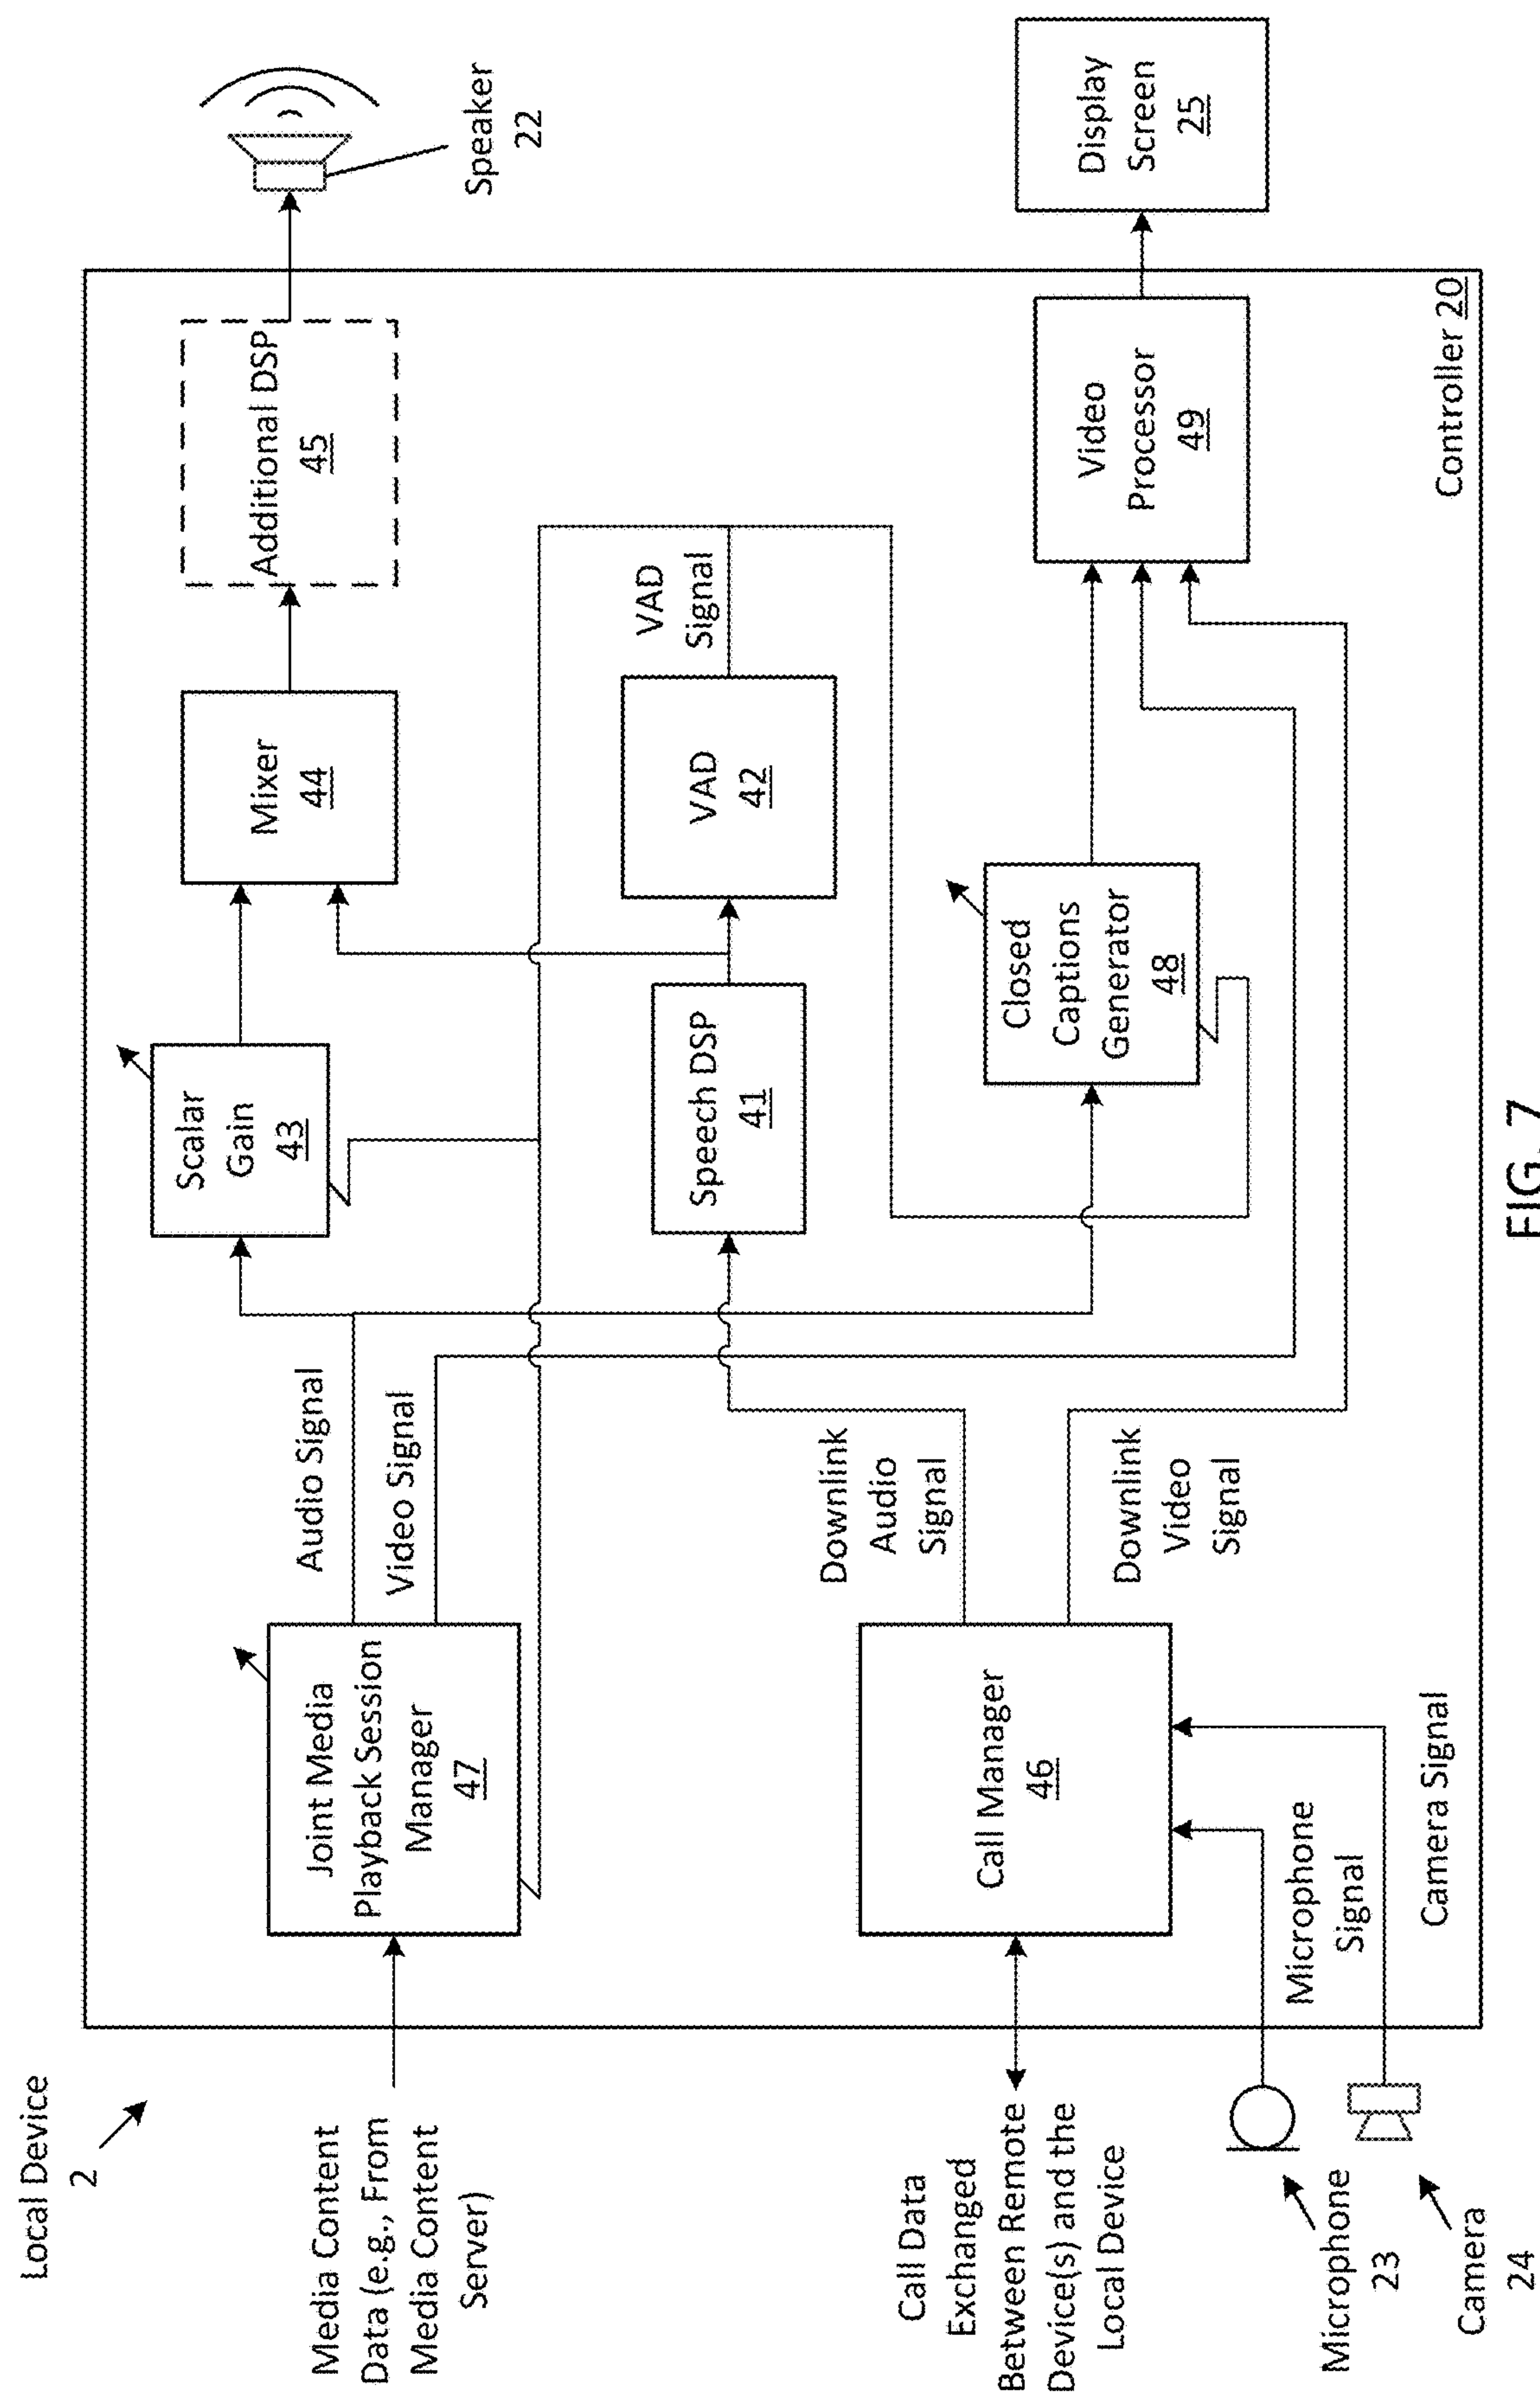 Local Device
2
Media Content
Data (e.g., From
Media Content
Server)
Joint Media
Playback Session
Manager
47
Audio Signal
Video Signal
Scalar
Gain
43
Mixer
44
Additional DSP
45
Speaker
22
Speech DSP
41
VAD
42
VAD
Signal
Call Data
Exchanged
Between Remote
Device(s) and the
Local Device
Call Manager
46
Downlink
Audio
Signal
Downlink
Video
Signal
Closed
Captions
Generator
48
Video
Processor
49
Display
Screen
25
Microphone
23
Microphone
Signal
Camera
24
Camera Signal
Controller 20
FIG. 7